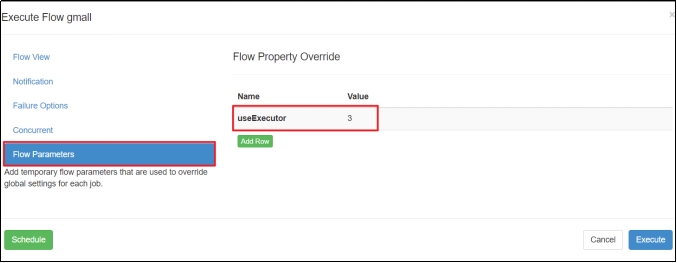 Execute Flow gmall
×
Flow View
Notification
Failure Options
Concurrent
Flow Parameters
Add temporary flow parameters that are used to override
global settings for each job.
Flow Property Override
Name Value
useExecutor 3
Add Row
Schedule
Cancel
Execute